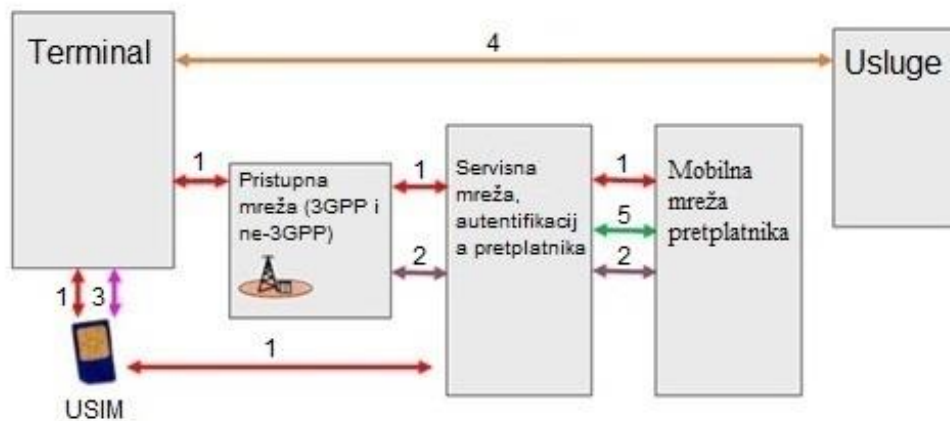 Terminal
4
Usluge
1
Pristupna
mreža (3GPP i
ne-3GPP)
1
2
Servisna
mreža,
autentifikacij
a pretplatnika
1
5
2
Mobilna
mreža
pretplatnika
1
3
1
USIM